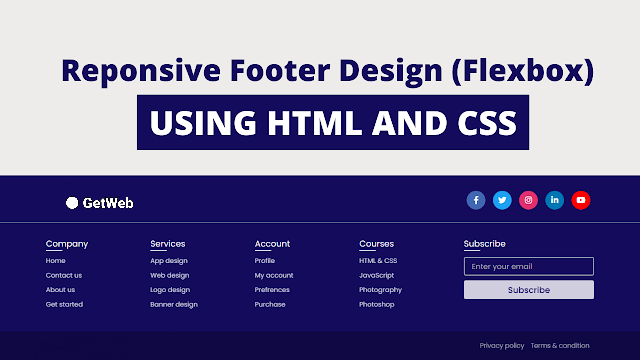 Reponsive Footer Design (Flexbox)
USING HTML AND CSS
GetWeb
Company
Home
Contact us
About us
Get started
Services
App design
Web design
Logo design
Banner design
Account
Profile
My account
Prefrences
Purchase
Courses
HTML & CSS
JavaScript
Photography
Photoshop
Subscribe
Enter your email
Subscribe
Privacy policy Terms & condition